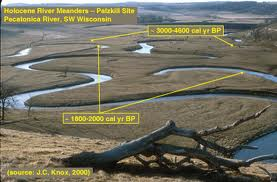 Holocene River Meanders – Patzkill Site
Pecatonica River, SW Wisconsin
~ 3000-4600 cal yr BP
~ 1800-2000 cal yr BP
(source: J.C. Knox, 2000)